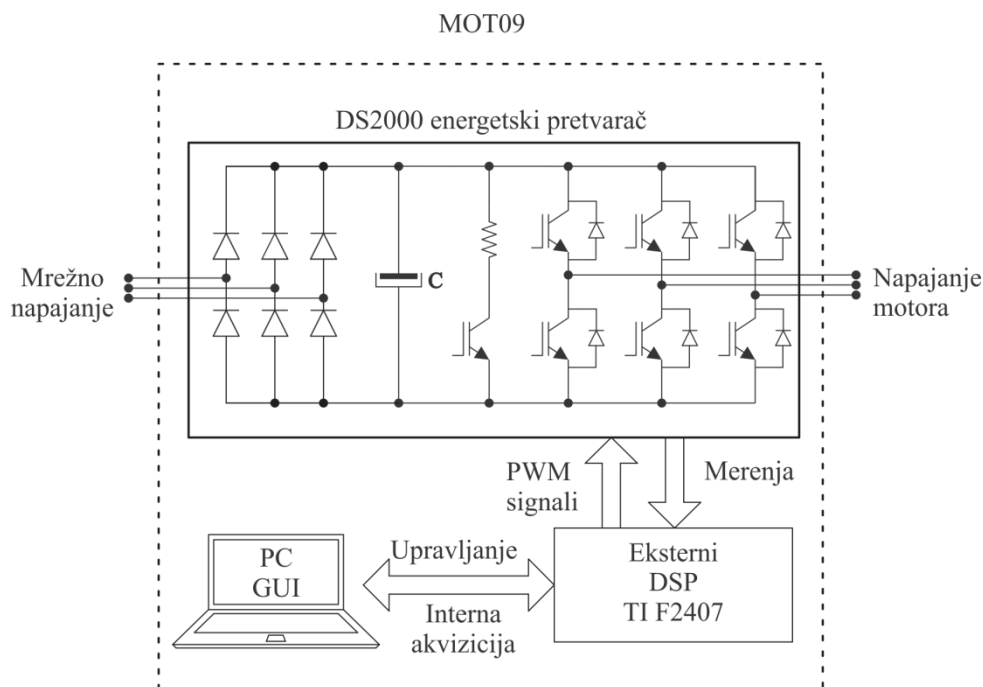 MOT09
DS2000 energetski pretvarač
C
Mrežno
napajanje
Napajanje
motora
PWM
signali
Merenja
PC
GUI
Upravljanje
Interna
akvizicija
Eksterni
DSP
TI F2407